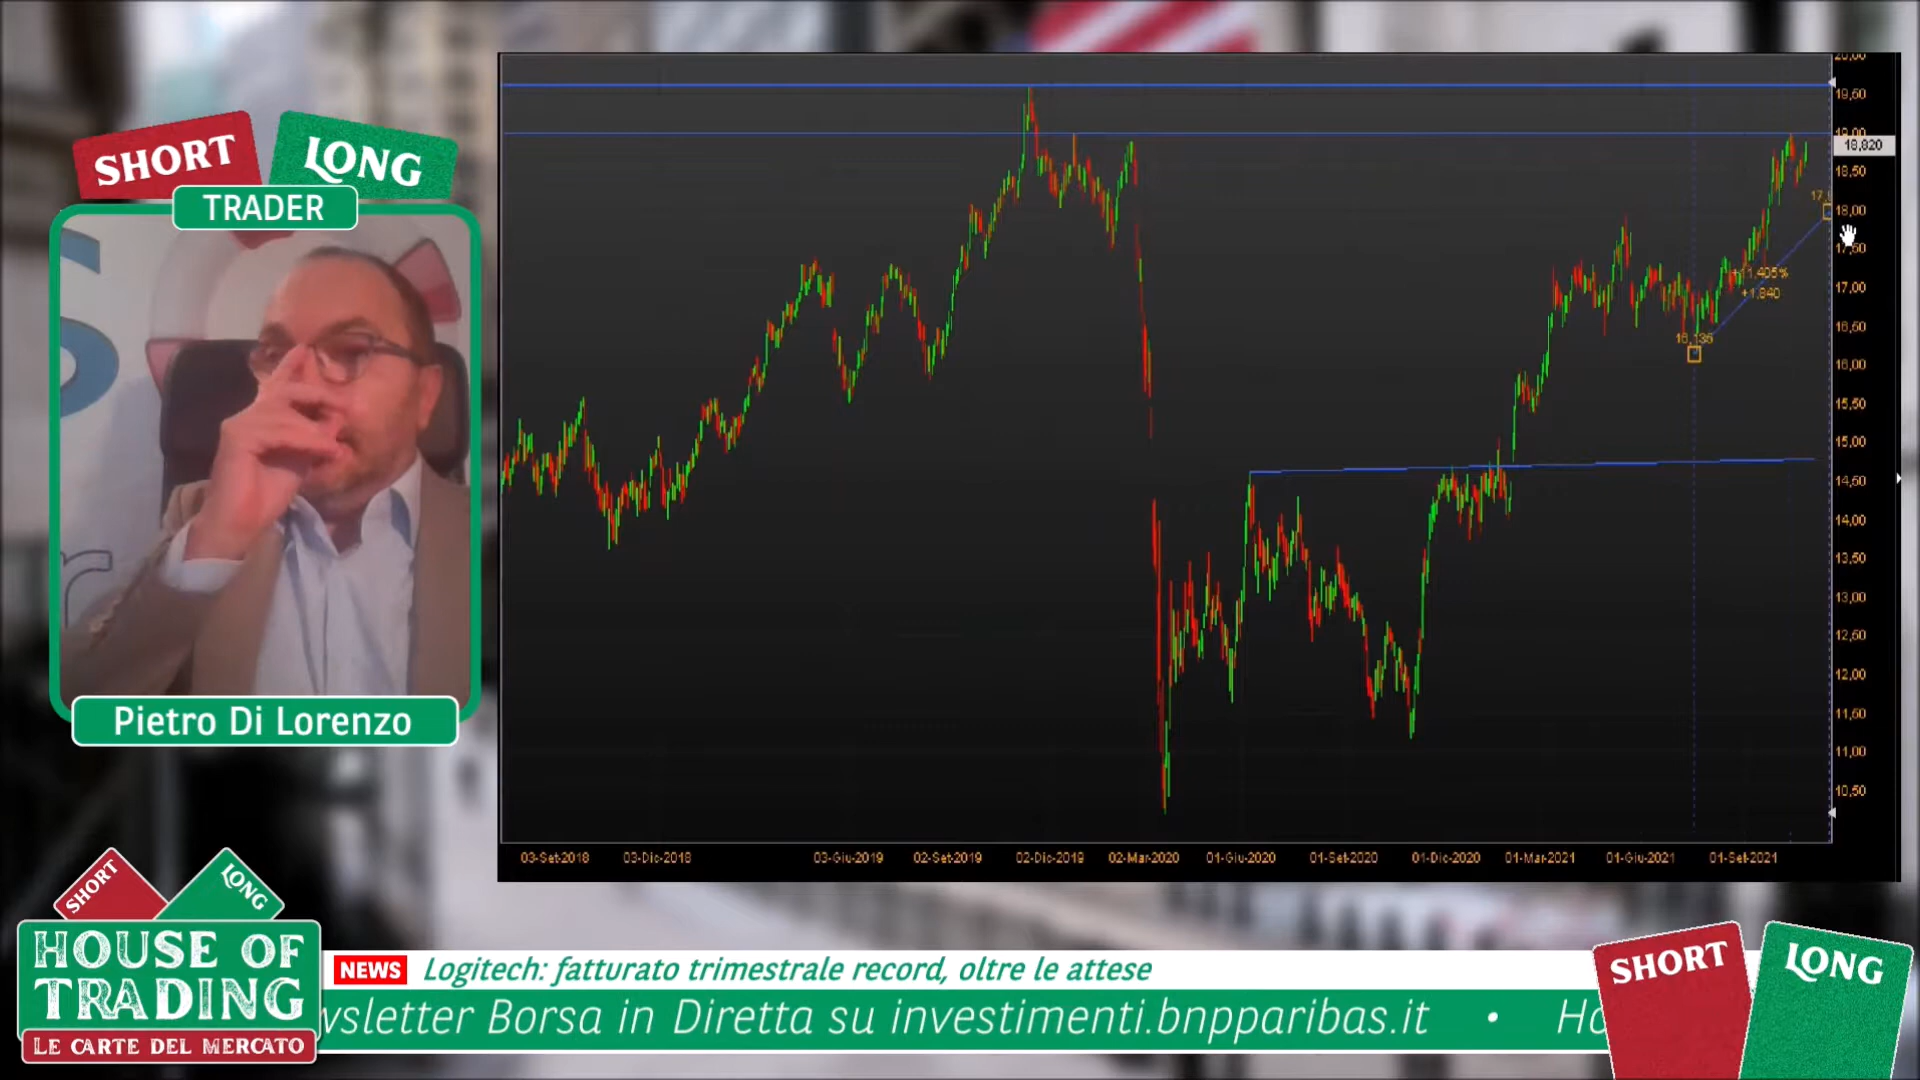 SHORT
LONG
TRADER
Pietro Di Lorenzo
20,00
19,50
19,00
18,820
18,50
18,00
17,50
17,00
16,50
16,00
15,50
15,00
14,50
14,00
13,50
13,00
12,50
12,00
11,50
11,00
10,50
+11,405%
+1,840
16,135
03-Set-2018
03-Dic-2018
03-Giu-2019
02-Set-2019
02-Dic-2019
02-Mar-2020
01-Giu-2020
01-Set-2020
01-Dic-2020
01-Mar-2021
01-Giu-2021
01-Set-2021
SHORT
LONG
HOUSE OF
TRADING
LE CARTE DEL MERCATO
NEWS Logitech: fatturato trimestrale record, oltre le attese
wsletter Borsa in Diretta su investimenti.bnpparibas.it • Ho
SHORT
LONG